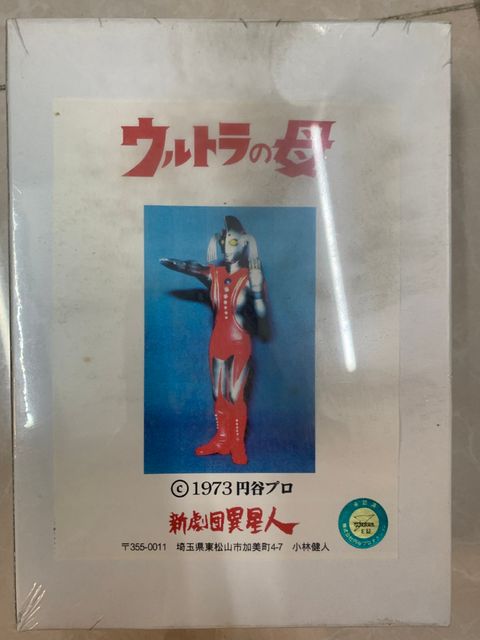 ウルトラの母
©1973円谷プロ
新劇団異星人
〒355-0011 埼玉県東松山市加美町4-7 小林健人